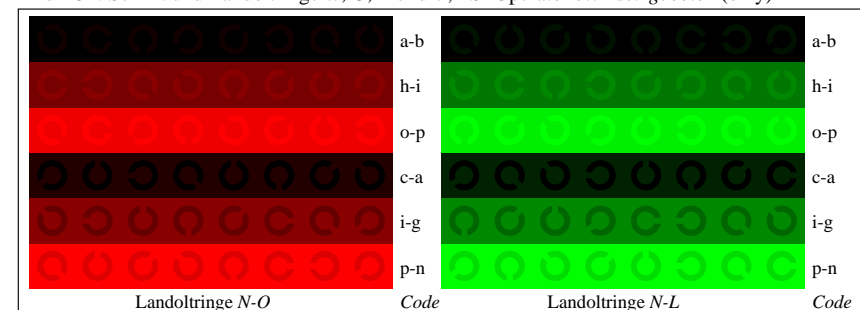 a-b a-b
h-i h-i
o-p o-p
c-a c-a
i-g i-g
p-n p-n
Landoltringe N-O Code Landoltringe N-L Code